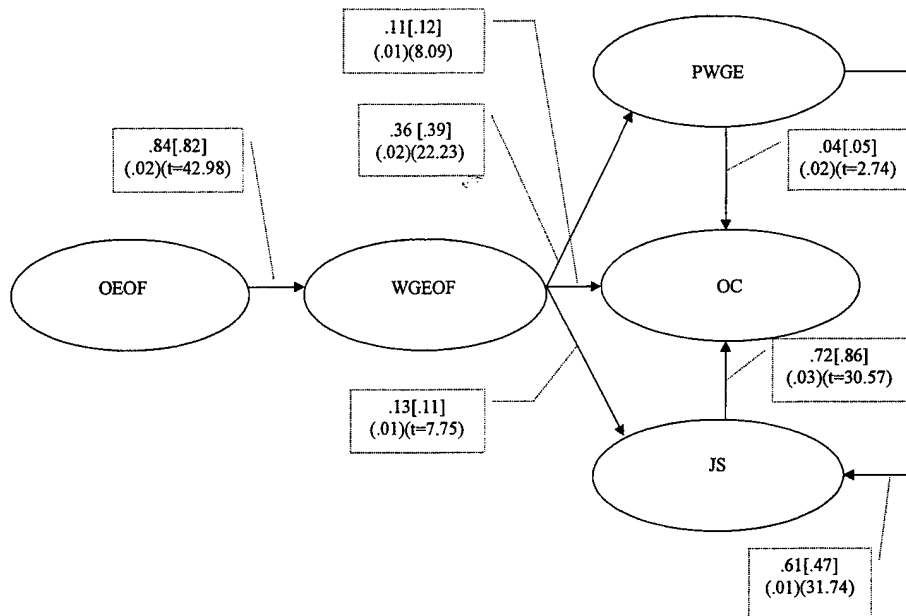 .11[.12]
(.01)(8.09)
PWGE
.36 [.39]
(.02)(22.23)
.84[.82]
(.02)(t=42.98)
.04[.05]
(.02)(t=2.74)
OEOF
WGEOF
OC
.72[.86]
(.03)(t=30.57)
.13[.11]
(.01)(t=7.75)
JS
.61[.47]
(.01)(31.74)